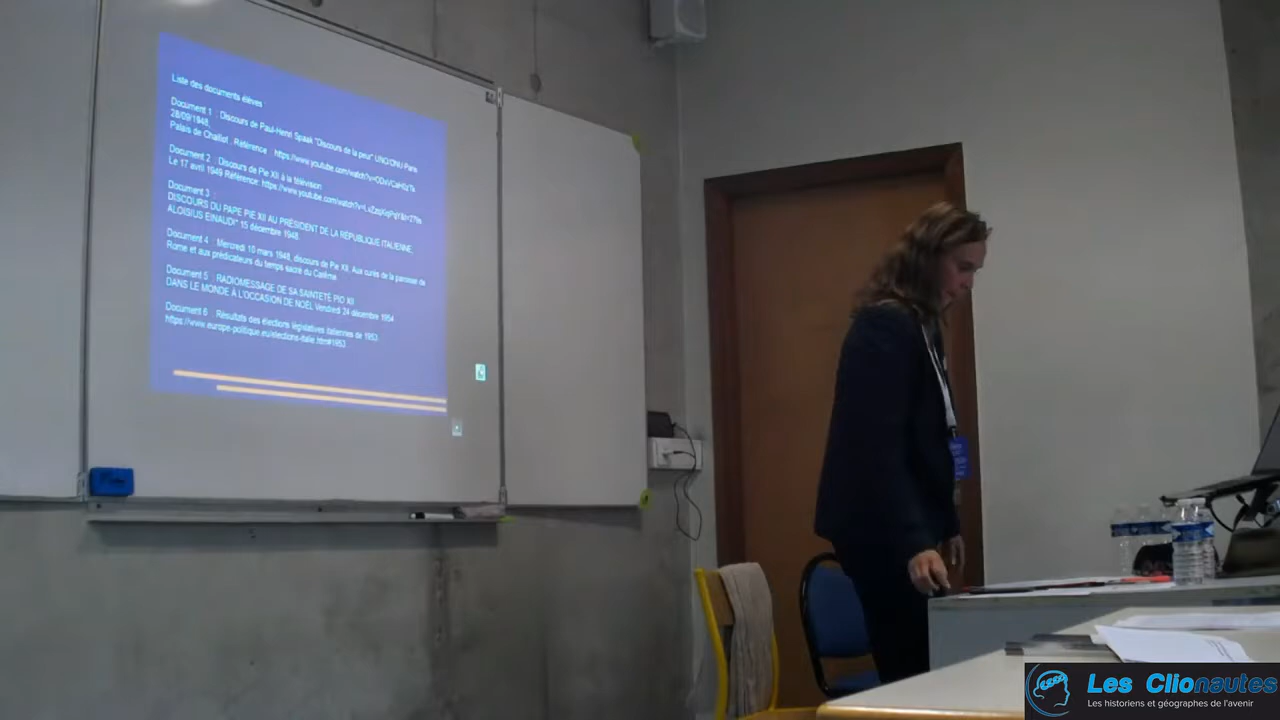 Liste des documents élèves :
Document 1 : Discours de Paul-Henri Spaak "Discours de la peur" UNO/ONU Paris
28/09/1948,
Palais de Chaillot . Référence : https://www.youtube.com/watch?v=
Document 2 : Discours de Pie XII à la télévision
Le 17 avril 1949 Référence: https://www.youtube.com/watch?v=
Document 3 :
DISCOURS DU PAPE PIE XII AU PRÉSIDENT DE LA RÉPUBLIQUE ITALIENNE,
ALOISIUS EINAUDI* 15 décembre 1948.
Document 4 : Mercredi 10 mars 1948, discours de Pie XII, Aux curés de la paroisse de
Rome et aux prédicateurs du temps sacré du Carême
Document 5 : RADIOMESSAGE DE SA SAINTETÉ PIO XII
DANS LE MONDE À L'OCCASION DE NOËL Vendredi 24 décembre 1954
Document 6 : Résultats des élections législatives italiennes de 1953.
https://www.europe-politique.eu/elections-italie.htm#1953
Les Clionautes
Les historiens et géographes de l'avenir